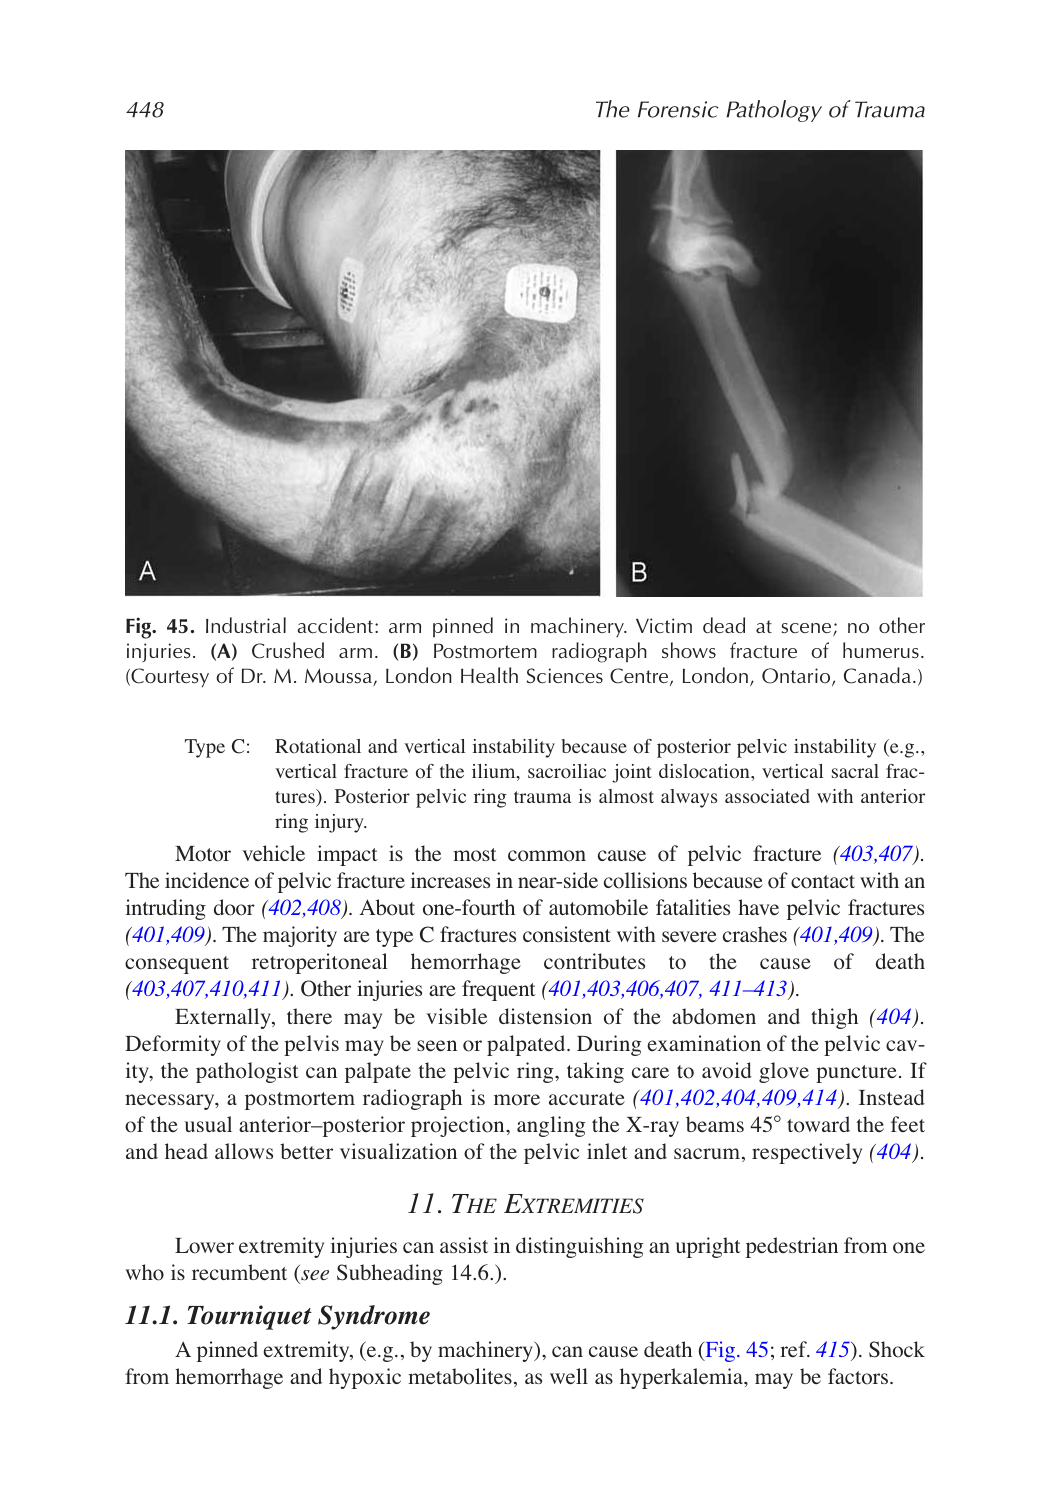 448
The Forensic Pathology of Trauma
A
B
Fig. 45. Industrial accident: arm pinned in machinery. Victim dead at scene; no other
injuries. (A) Crushed arm. (B) Postmortem radiograph shows fracture of humerus.
(Courtesy of Dr. M. Moussa, London Health Sciences Centre, London, Ontario, Canada.)
Type C: Rotational and vertical instability because of posterior pelvic instability (e.g.,
vertical fracture of the ilium, sacroiliac joint dislocation, vertical sacral frac-
tures). Posterior pelvic ring trauma is almost always associated with anterior
ring injury.
Motor vehicle impact is the most common cause of pelvic fracture (403,407).
The incidence of pelvic fracture increases in near-side collisions because of contact with an
intruding door (402,408). About one-fourth of automobile fatalities have pelvic fractures
(401,409). The majority are type C fractures consistent with severe crashes (401,409). The
consequent retroperitoneal hemorrhage contributes to the cause of death
(403,407,410,411). Other injuries are frequent (401,403,406,407, 411–413).
Externally, there may be visible distension of the abdomen and thigh (404).
Deformity of the pelvis may be seen or palpated. During examination of the pelvic cav-
ity, the pathologist can palpate the pelvic ring, taking care to avoid glove puncture. If
necessary, a postmortem radiograph is more accurate (401,402,404,409,414). Instead
of the usual anterior–posterior projection, angling the X-ray beams 45° toward the feet
and head allows better visualization of the pelvic inlet and sacrum, respectively (404).
11. THE EXTREMITIES
Lower extremity injuries can assist in distinguishing an upright pedestrian from one
who is recumbent (see Subheading 14.6.).
11.1. Tourniquet Syndrome
A pinned extremity, (e.g., by machinery), can cause death (Fig. 45; ref. 415). Shock
from hemorrhage and hypoxic metabolites, as well as hyperkalemia, may be factors.